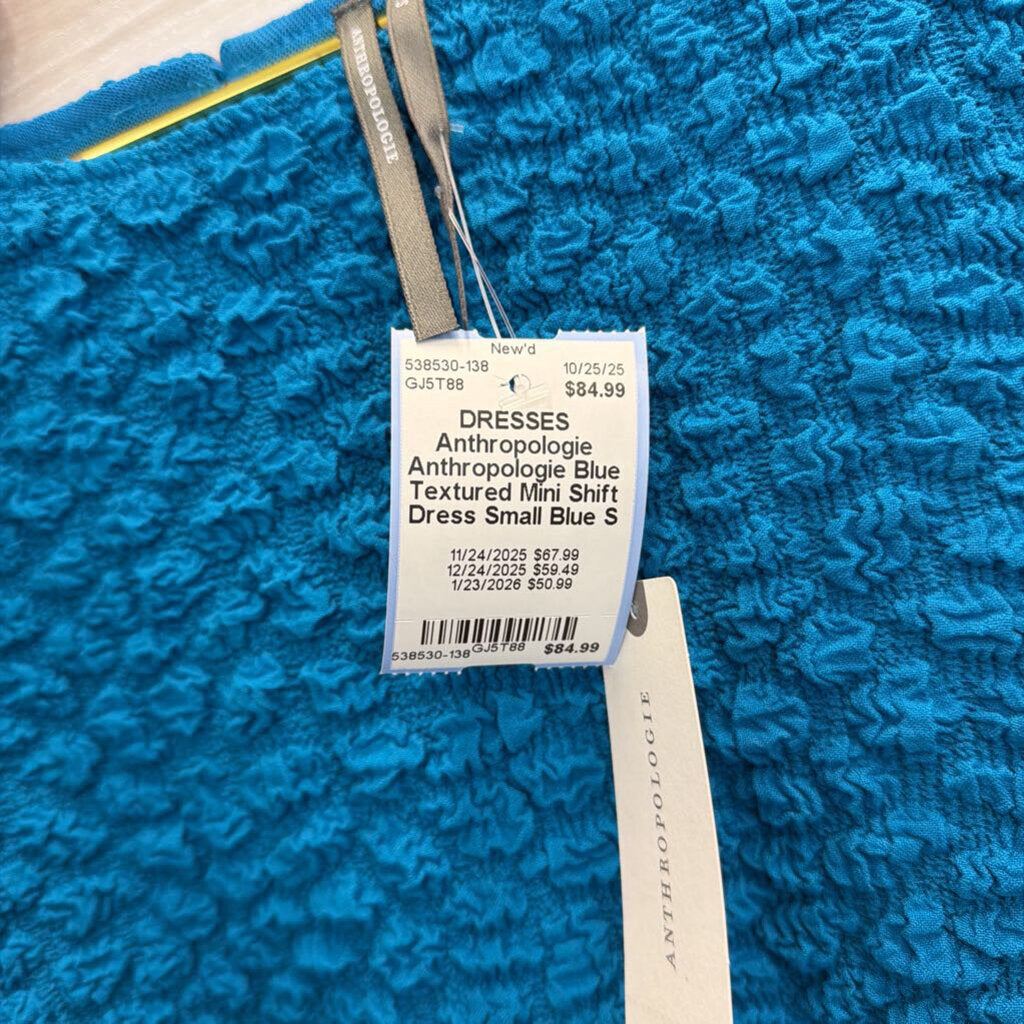 ANTHROPOLOGIE
S
New'd
538530-138 10/25/25
GJ5T88 $84.99
DRESSES
Anthropologie
Anthropologie Blue
Textured Mini Shift
Dress Small Blue S
11/24/2025 $67.99
12/24/2025 $59.49
1/23/2026 $50.99
538530-138 GJ5T88 $84.99
ANTHROPOLOGIE